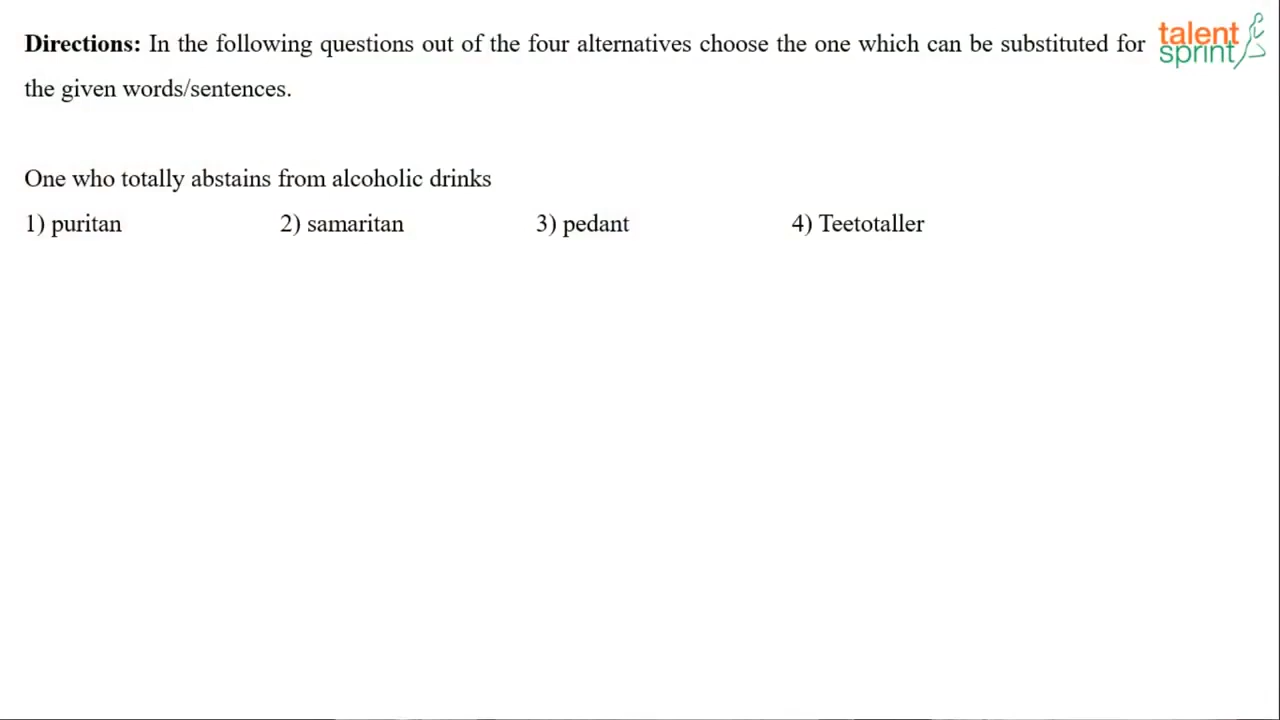 Directions: In the following questions out of the four alternatives choose the one which can be substituted for
the given words/sentences.
talent
sprint
One who totally abstains from alcoholic drinks
1) puritan 2) samaritan 3) pedant 4) Teetotaller